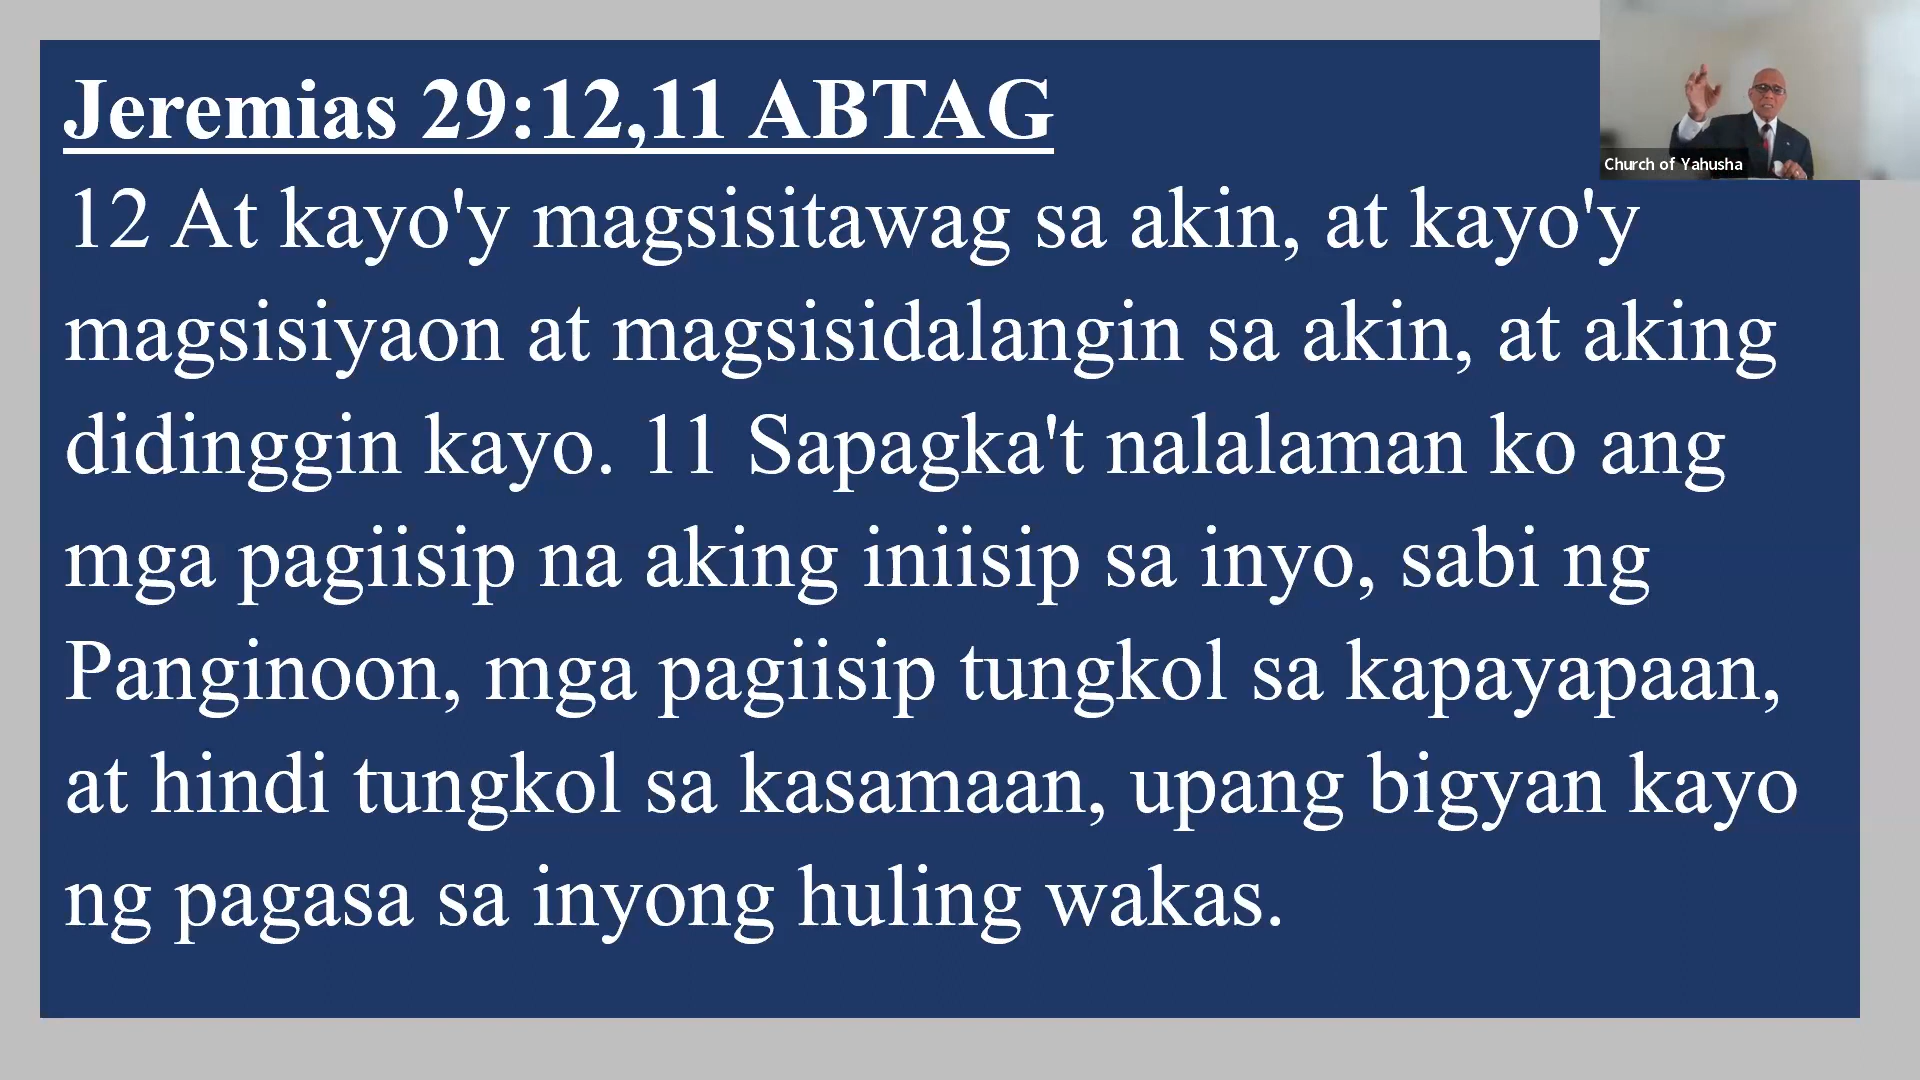 Jeremias 29:12,11 ABTAG
Church of Yahusha
12 At kayo'y magsisitawag sa akin, at kayo'y
magsisiyaon at magsisidalangin sa akin, at aking
didinggin kayo. 11 Sapagka't nalalaman ko ang
mga pagiisip na aking iniisip sa inyo, sabi ng
Panginoon, mga pagiisip tungkol sa kapayapaan,
at hindi tungkol sa kasamaan, upang bigyan kayo
ng pagasa sa inyong huling wakas.